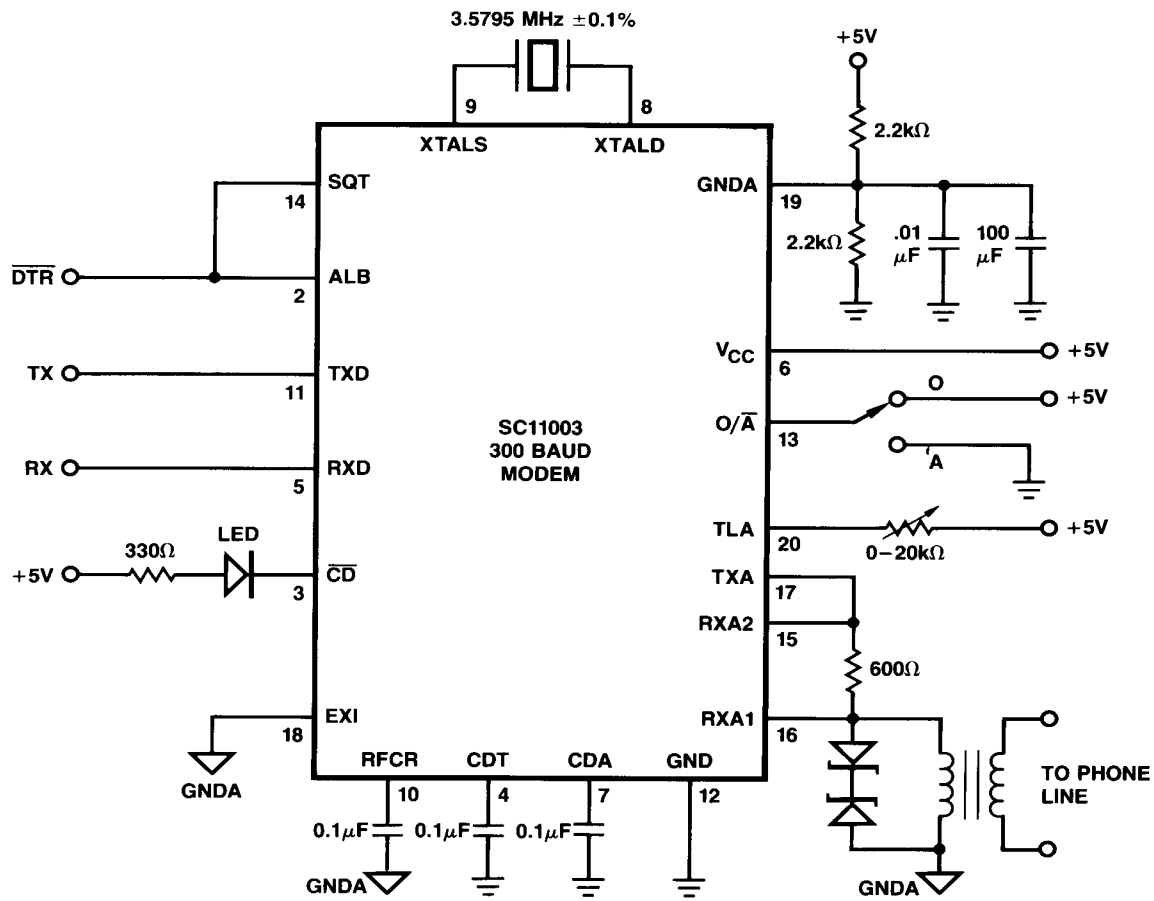 3.5795 MHz ±0.1%
+5V
9
8
2.2kΩ
XTALS
XTALD
SQT
14
GNDA
19
2.2kΩ
.01 μF
100 μF
D̅T̅R̅
ALB
2
VCC
6
+5V
TX
TXD
11
O
+5V
O/A̅
13
'A
SC11003
300 BAUD
MODEM
RX
RXD
5
TLA
20
0–20kΩ
+5V
330Ω
LED
+5V
C̅D̅
3
TXA
17
RXA2
15
600Ω
EXI
18
GNDA
RXA1
16
RFCR
CDT
CDA
GND
10
4
7
12
TO PHONE
LINE
0.1μF
0.1μF
0.1μF
GNDA
GNDA